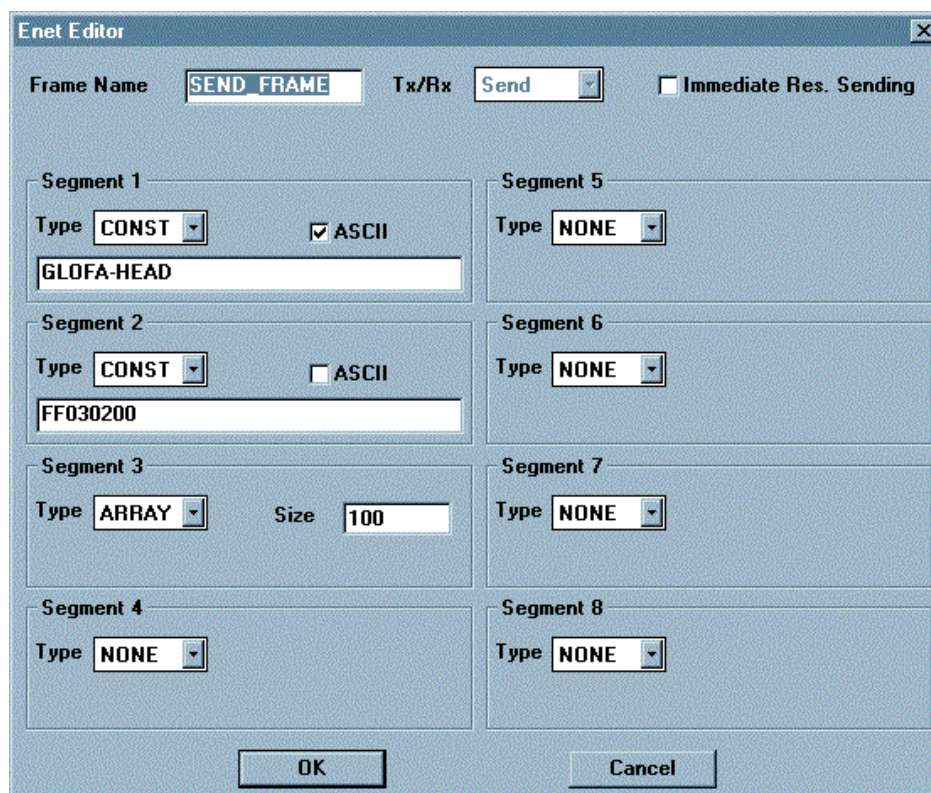 Enet Editor
Frame Name SEND_FRAME Tx/Rx Send Immediate Res. Sending
Segment 1
Type CONST ASCII
GLOFA-HEAD
Segment 5
Type NONE
Segment 2
Type CONST ASCII
FF030200
Segment 6
Type NONE
Segment 3
Type ARRAY Size 100
Segment 7
Type NONE
Segment 4
Type NONE
Segment 8
Type NONE
OK Cancel